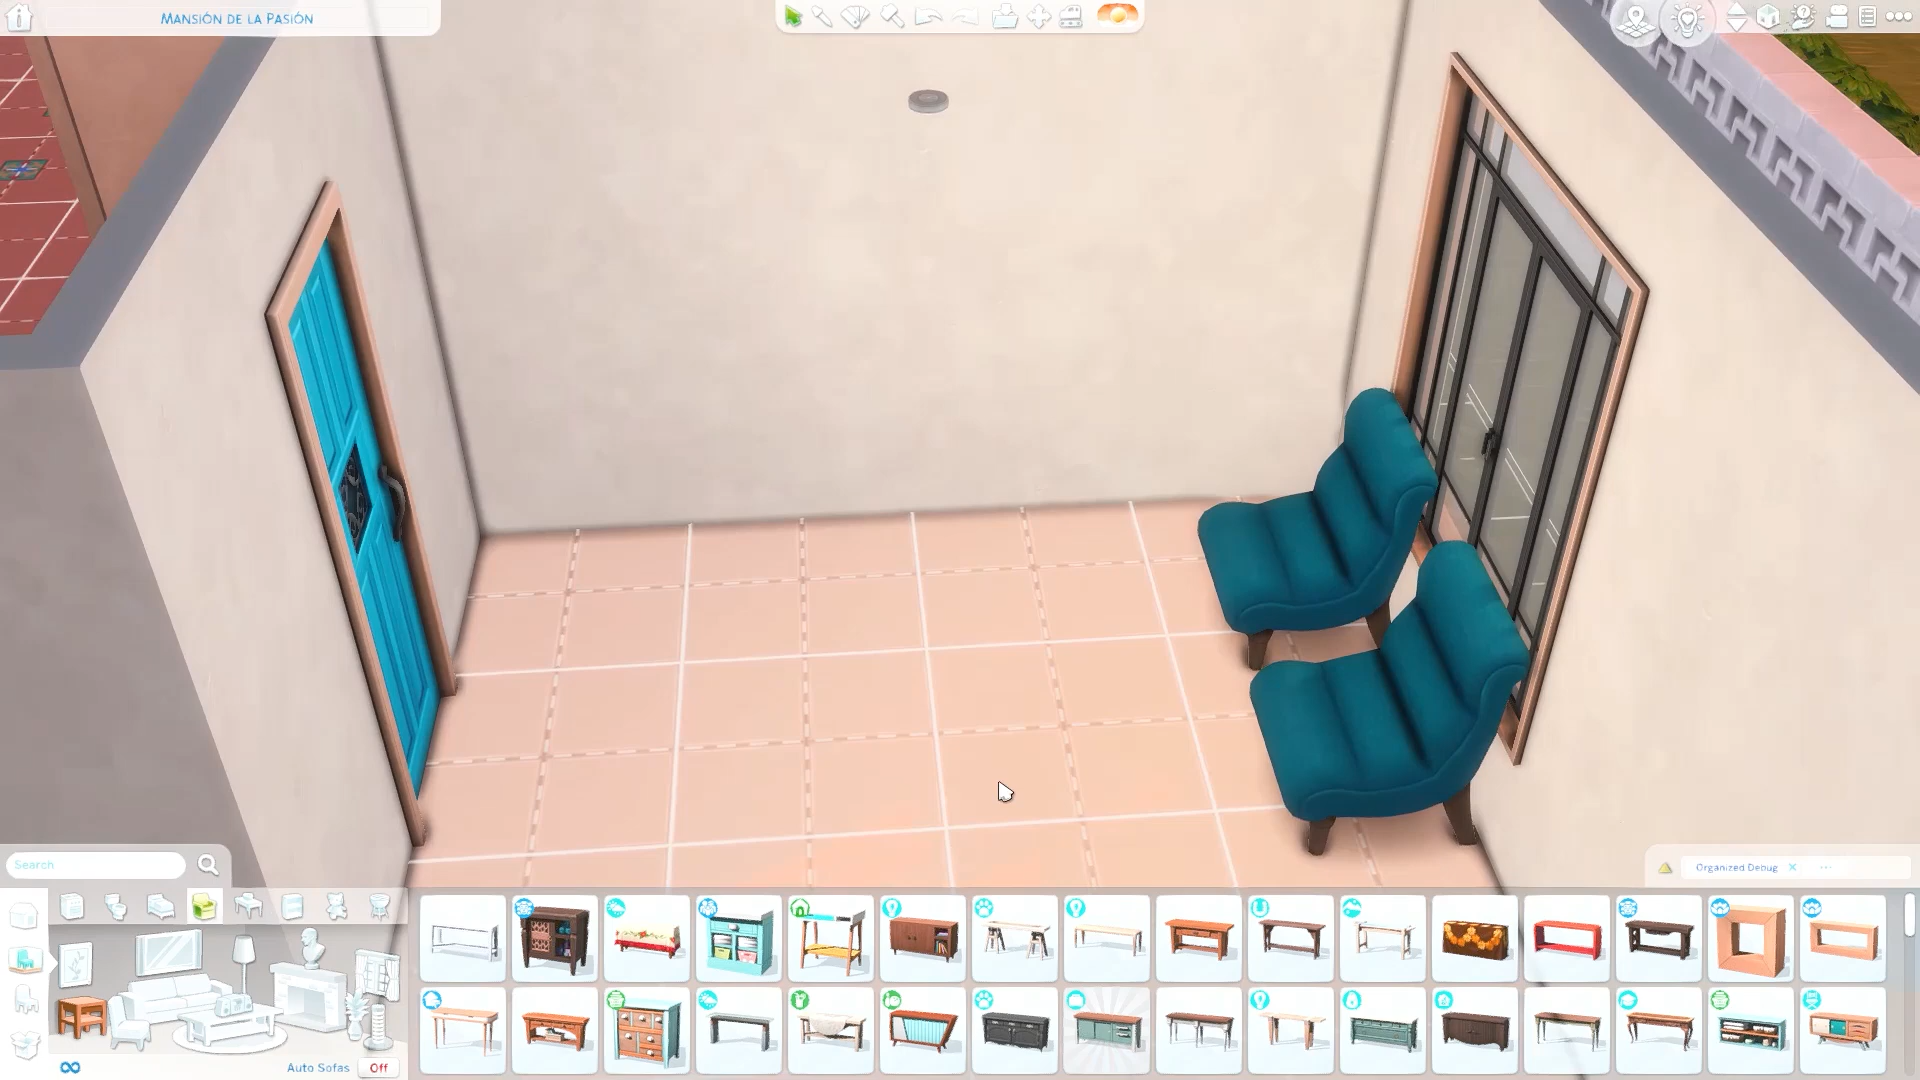 MANSIÓN DE LA PASIÓN
Search
Organized Debug
Auto Sofas
Off